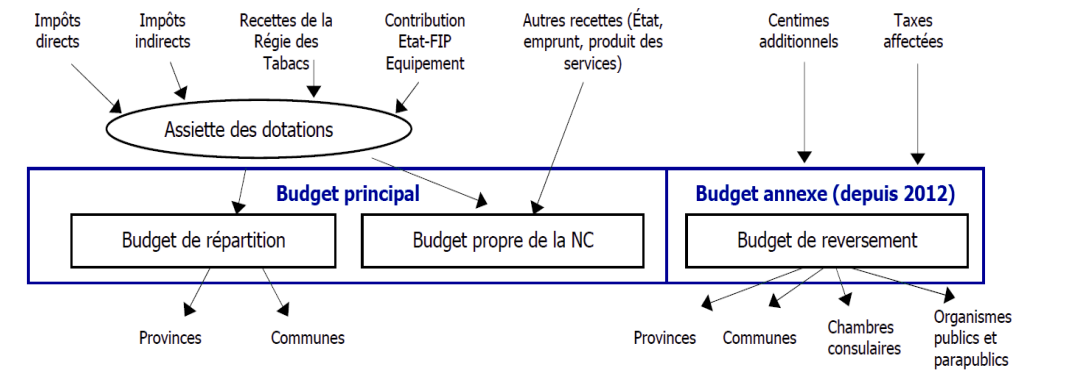 Impôts
directs
Impôts
indirects
Recettes de la
Régie des
Tabacs
Contribution
Etat-FIP
Equipement
Autres recettes (État,
emprunt, produit des
services)
Centimes
additionnels
Taxes
affectées
Assiette des dotations
Budget principal
Budget annexe (depuis 2012)
Budget de répartition
Budget propre de la NC
Budget de reversement
Provinces
Communes
Provinces
Communes
Chambres
consulaires
Organismes
publics et
parapublics